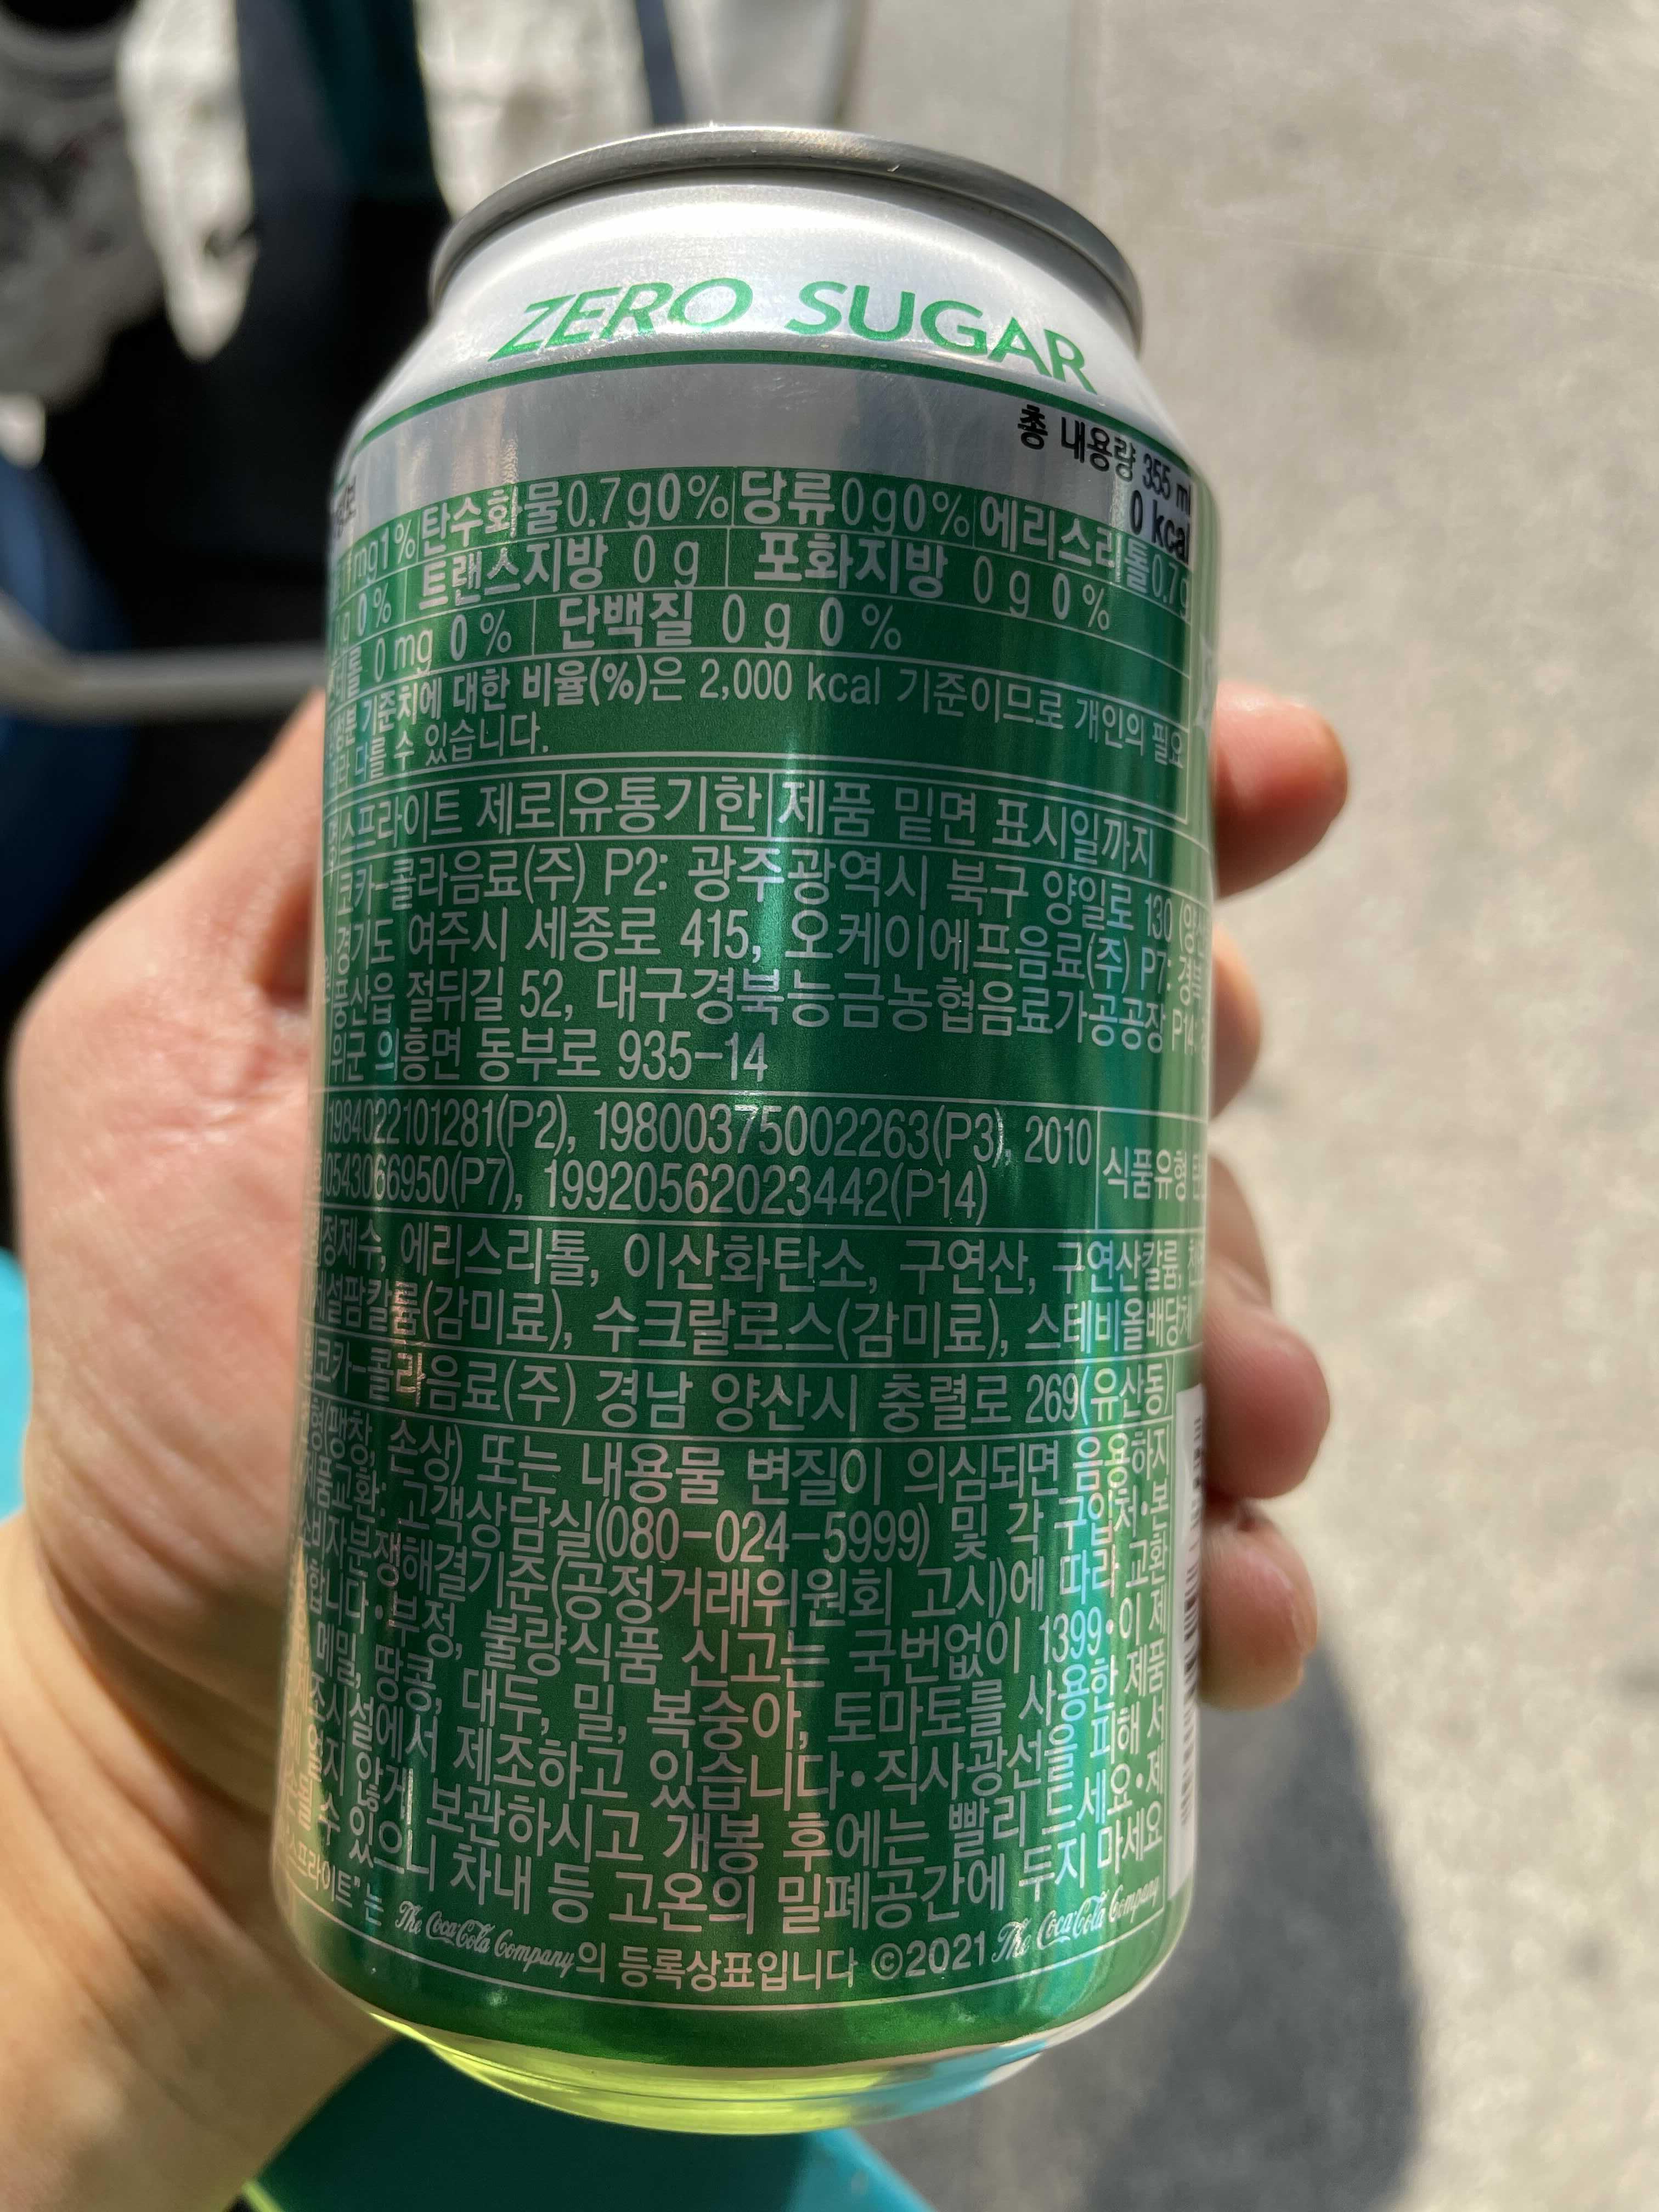 ZERO SUGAR
총 내용량 355 ml
0 kcal
mg1% 탄수화물0.7g0% 당류0g0% 에리스리톨0.7g
0% 트랜스지방 0 g 포화지방 0 g 0 %
0 mg 0 % 단백질 0 g 0 %
기준치에 대한 비율(%)은 2,000 kcal 기준이므로 개인의 필요
다를 수 있습니다.
스프라이트 제로 유통기한 제품 밑면 표시일까지
코카-콜라음료(주) P2: 광주광역시 북구 양일로 130
경기도 여주시 세종로 415, 오케이에프음료(주) P7:
동산읍 절뒤길 52, 대구경북능금농협음료가공공장 P14:
위군 의흥면 동부로 935-14
1984022101281(P2), 19800375002263(P3), 2010
0543066950(P7), 19920562023442(P14) 식품유형
정제수, 에리스리톨, 이산화탄소, 구연산, 구연산칼륨,
세설팜칼륨(감미료), 수크랄로스(감미료), 스테비올배당체
코카-콜라음료(주) 경남 양산시 충렬로 269(유산동)
형(팽창, 손상) 또는 내용물 변질이 의심되면 음용하지
제품교환: 고객상담실(080-024-5999) 및 각 구입처•본
소비자분쟁해결기준(공정거래위원회 고시)에 따라 교환
합니다•부정, 불량식품 신고는 국번없이 1399•이 제
메밀, 땅콩, 대두, 밀, 복숭아, 토마토를 사용한 제품
조시설에서 제조하고 있습니다•직사광선을 피해 서
얼지 않게 보관하시고 개봉 후에는 빨리 드세요•제
수 있으니 차내 등 고온의 밀폐공간에 두지 마세요
스프라이트"는 The Coca-Cola Company의 등록상표입니다 ©2021 The Coca-Cola Company